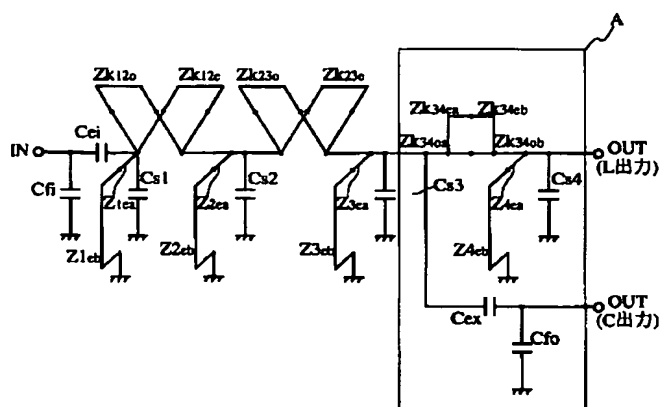 A
Zk12o Zk12e Zk23o Zk23e
Zk34ea Zk34eb
Zk34oa Zk34ob
IN
Cei
OUT
(L出力)
Cfi
Z1ea
Cs1
Z2ea
Cs2
Z3ea
Cs3
Z4ea
Cs4
Z1eb
Z2eb
Z3eb
Z4eb
OUT
(C出力)
Cex
Cfo